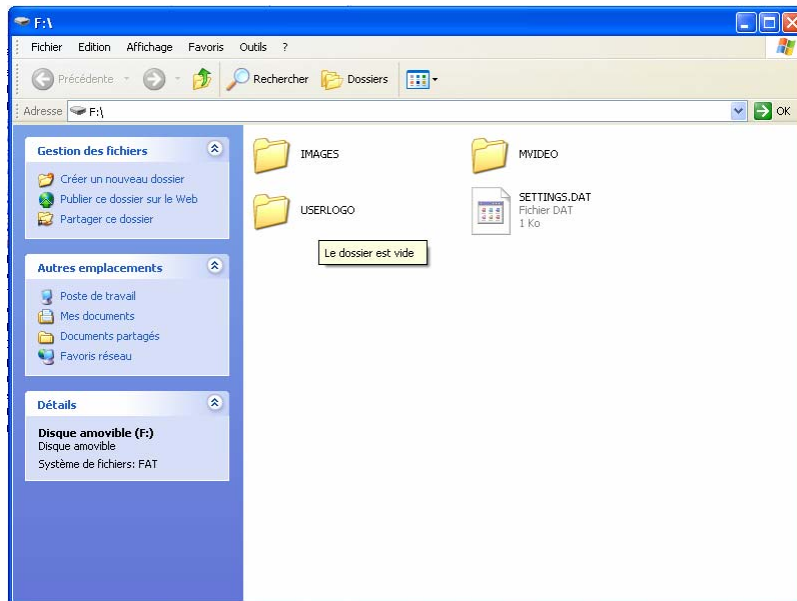 F:\
Fichier Edition Affichage Favoris Outils ?
Précédente Rechercher Dossiers
Adresse F:\ OK
Gestion des fichiers
Créer un nouveau dossier
Publier ce dossier sur le Web
Partager ce dossier
Autres emplacements
Poste de travail
Mes documents
Documents partagés
Favoris réseau
Détails
Disque amovible (F:)
Disque amovible
Système de fichiers: FAT
IMAGES
MVIDEO
USERLOGO
SETTINGS.DAT
Fichier DAT
1 Ko
Le dossier est vide